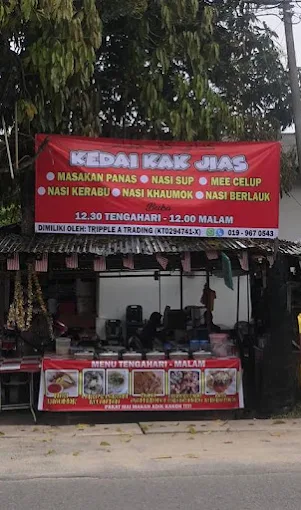 KEDAI KAK JIAS
MASAKAN PANAS NASI SUP MEE CELUP
NASI KERABU NASI KHAUMOK NASI BERLAUK
12.30 TENGAHARI - 12.00 MALAM
DIMILIKI OLEH: TRIPPLE A TRADING (KT0294741-X) 019 - 967 0543
MENU TENGAHARI - MALAM